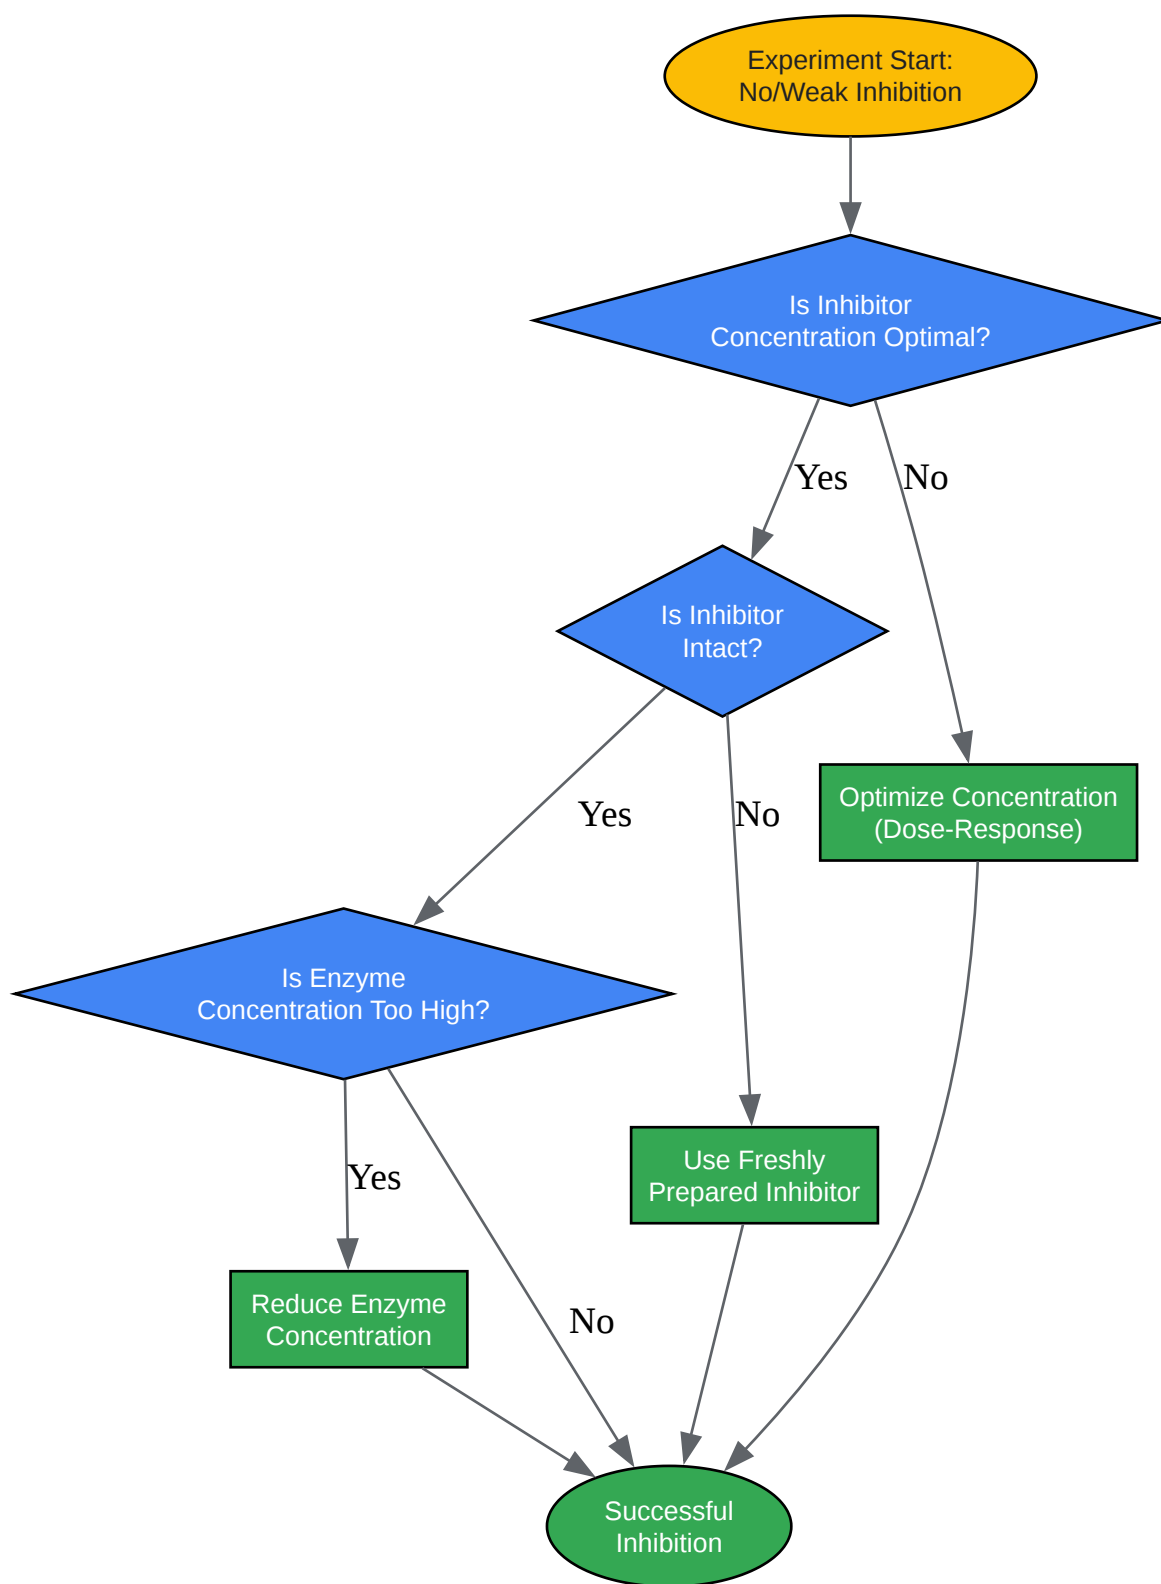 Experiment Start:
No/Weak Inhibition
Is Inhibitor
Concentration Optimal?
Yes
No
Is Inhibitor
Intact?
Optimize Concentration
(Dose-Response)
Yes
No
Is Enzyme
Concentration Too High?
Use Freshly
Prepared Inhibitor
Yes
Reduce Enzyme
Concentration
No
Successful
Inhibition